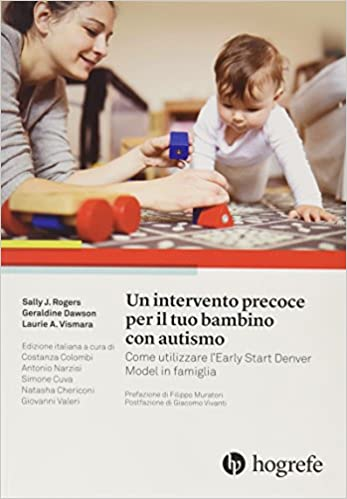 Sally J. Rogers
Geraldine Dawson
Laurie A. Vismara
Edizione italiana a cura di
Costanza Colombi
Antonio Narzisi
Simone Cuva
Natasha Chericoni
Giovanni Valeri
Un intervento precoce
per il tuo bambino
con autismo
Come utilizzare l'Early Start Denver
Model in famiglia
Prefazione di Filippo Muratori
Postfazione di Giacomo Vivanti
hogrefe